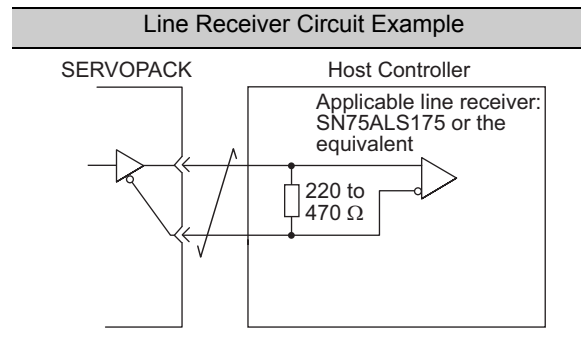 Line Receiver Circuit Example
SERVOPACK
Host Controller
Applicable line receiver:
SN75ALS175 or the
equivalent
220 to
470 Ω